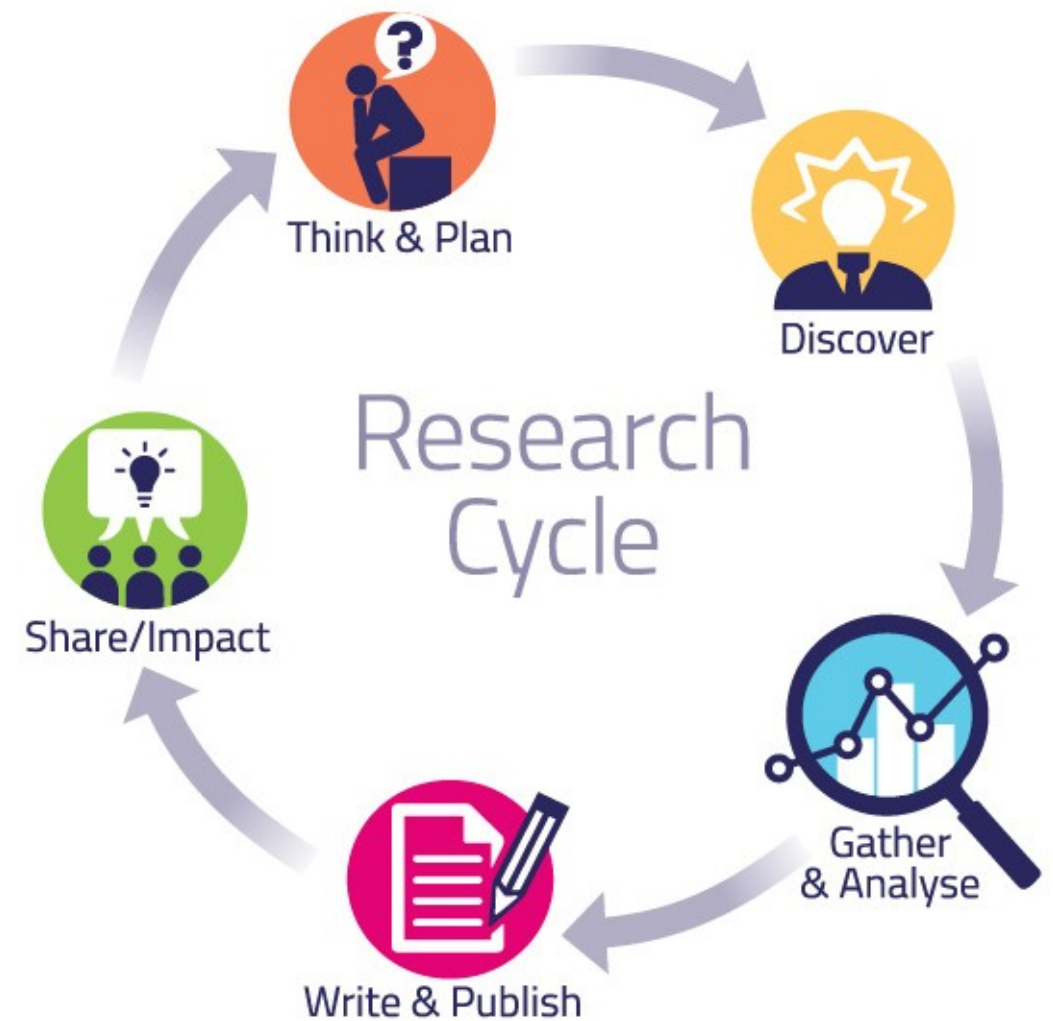 ?
Think & Plan
Discover
Research
Cycle
Share/Impact
Gather
& Analyse
Write & Publish